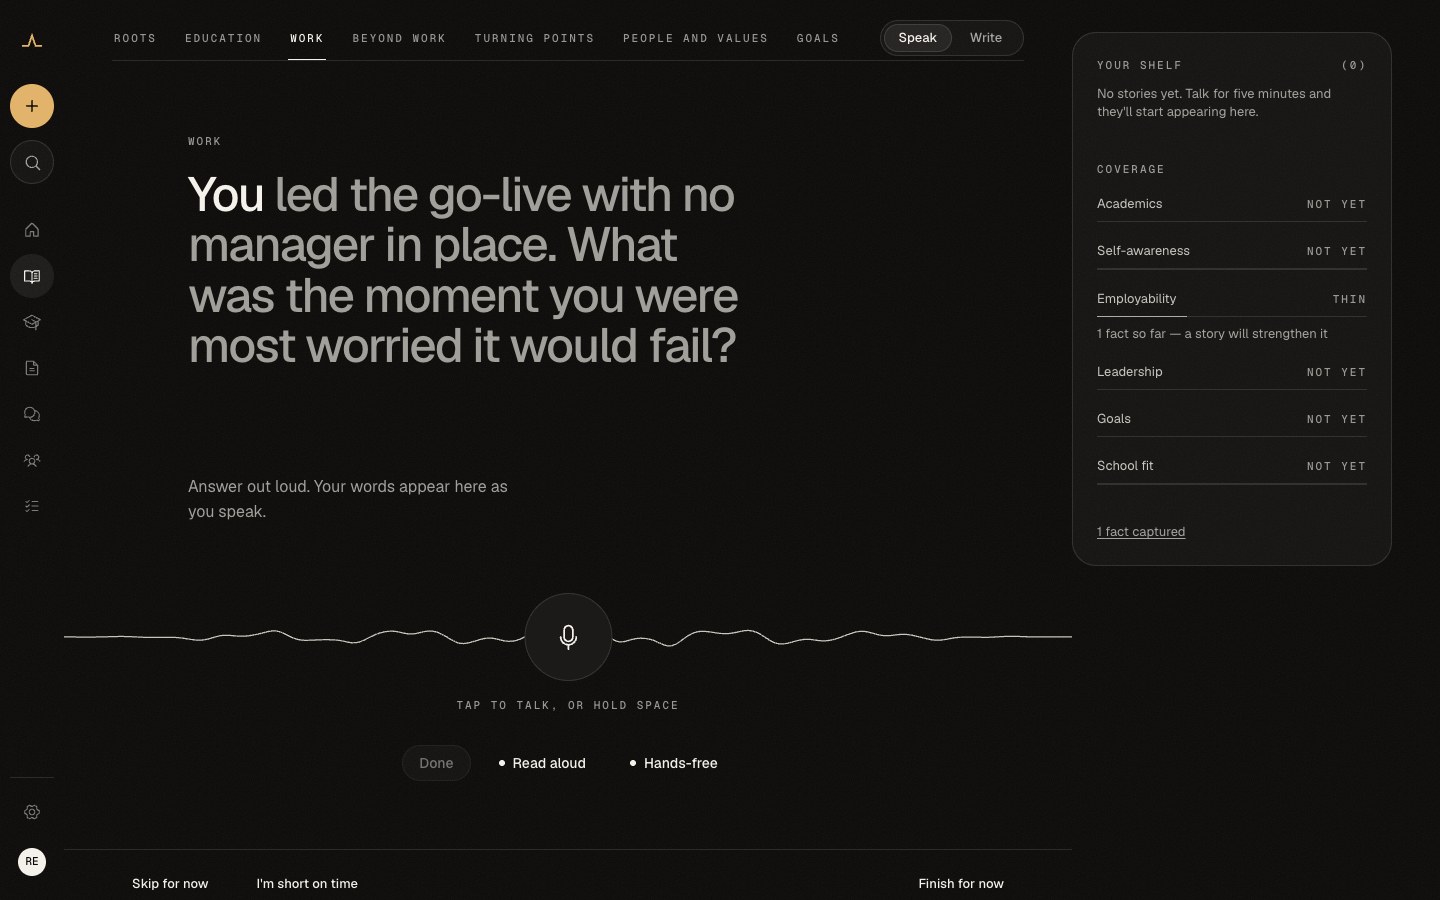 ROOTS
EDUCATION
WORK
BEYOND WORK
TURNING POINTS
PEOPLE AND VALUES
GOALS
Speak
Write
WORK
You led the go-live with no
manager in place. What
was the moment you were
most worried it would fail?
Answer out loud. Your words appear here as
you speak.
TAP TO TALK, OR HOLD SPACE
Done
Read aloud
Hands-free
Skip for now
I'm short on time
Finish for now
YOUR SHELF (0)
No stories yet. Talk for five minutes and
they'll start appearing here.
COVERAGE
Academics NOT YET
Self-awareness NOT YET
Employability THIN
1 fact so far — a story will strengthen it
Leadership NOT YET
Goals NOT YET
School fit NOT YET
1 fact captured
RE